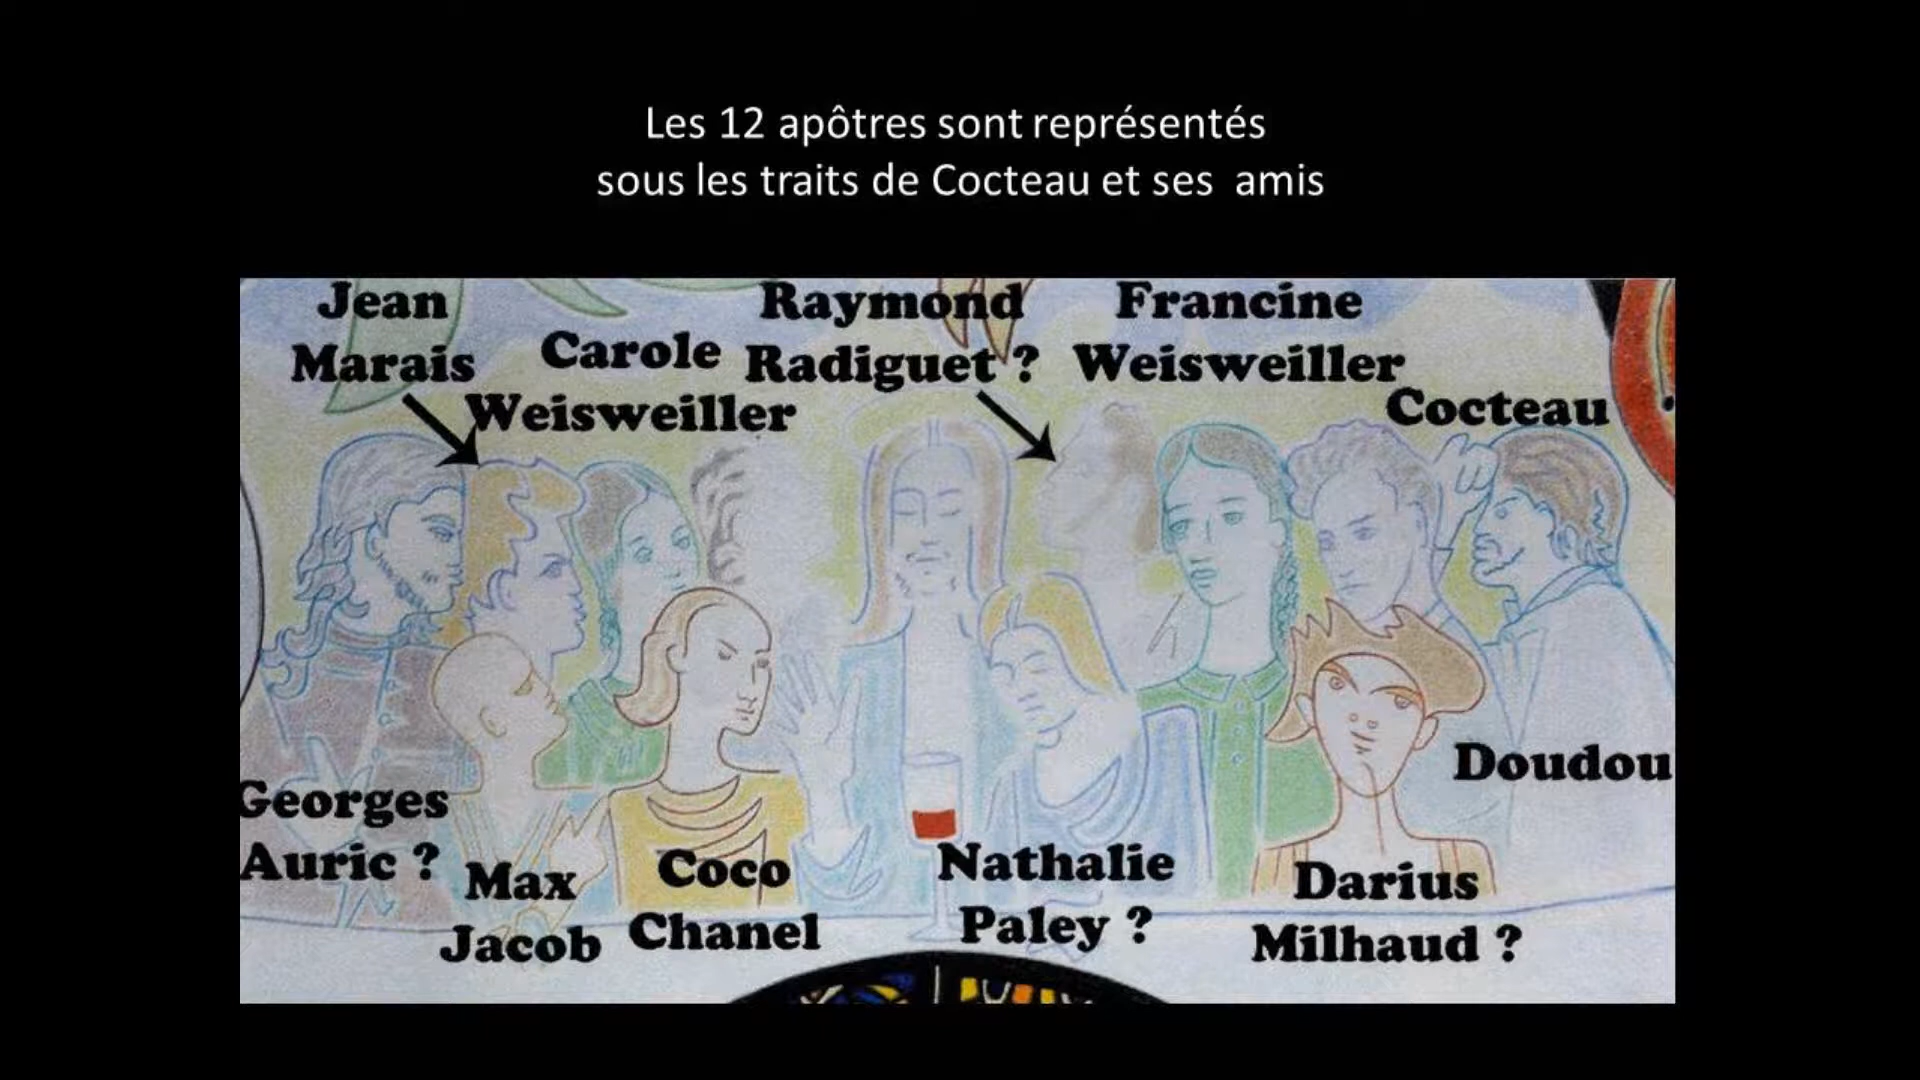 Les 12 apôtres sont représentés
sous les traits de Cocteau et ses amis
Jean
Marais
Carole
Weisweiller
Raymond
Radiguet ?
Francine
Weisweiller
Cocteau
Georges
Auric ?
Max
Jacob
Coco
Chanel
Nathalie
Paley ?
Darius
Milhaud ?
Doudou